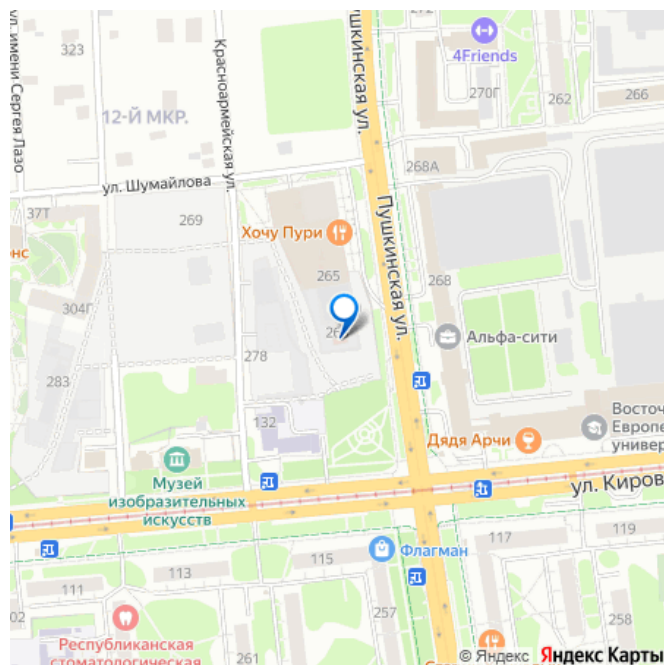 272
323
ул. имени Сергея Лазо
Красноармейская ул.
4Friends
270Г
262
266
12-Й МКР.
268А
ул. Шумайлова
37Т
269
Хочу Пури
Пушкинская ул.
265
268
304Г
Альфа-сити
278
283
132
Дядя Арчи
Восточ
Европе
универ
Музей
изобразительных
искусств
ул. Киров
117
119
115
Флагман
113
111
257
258
Республиканская
стоматологическая
261
© Яндекс Яндекс Карты